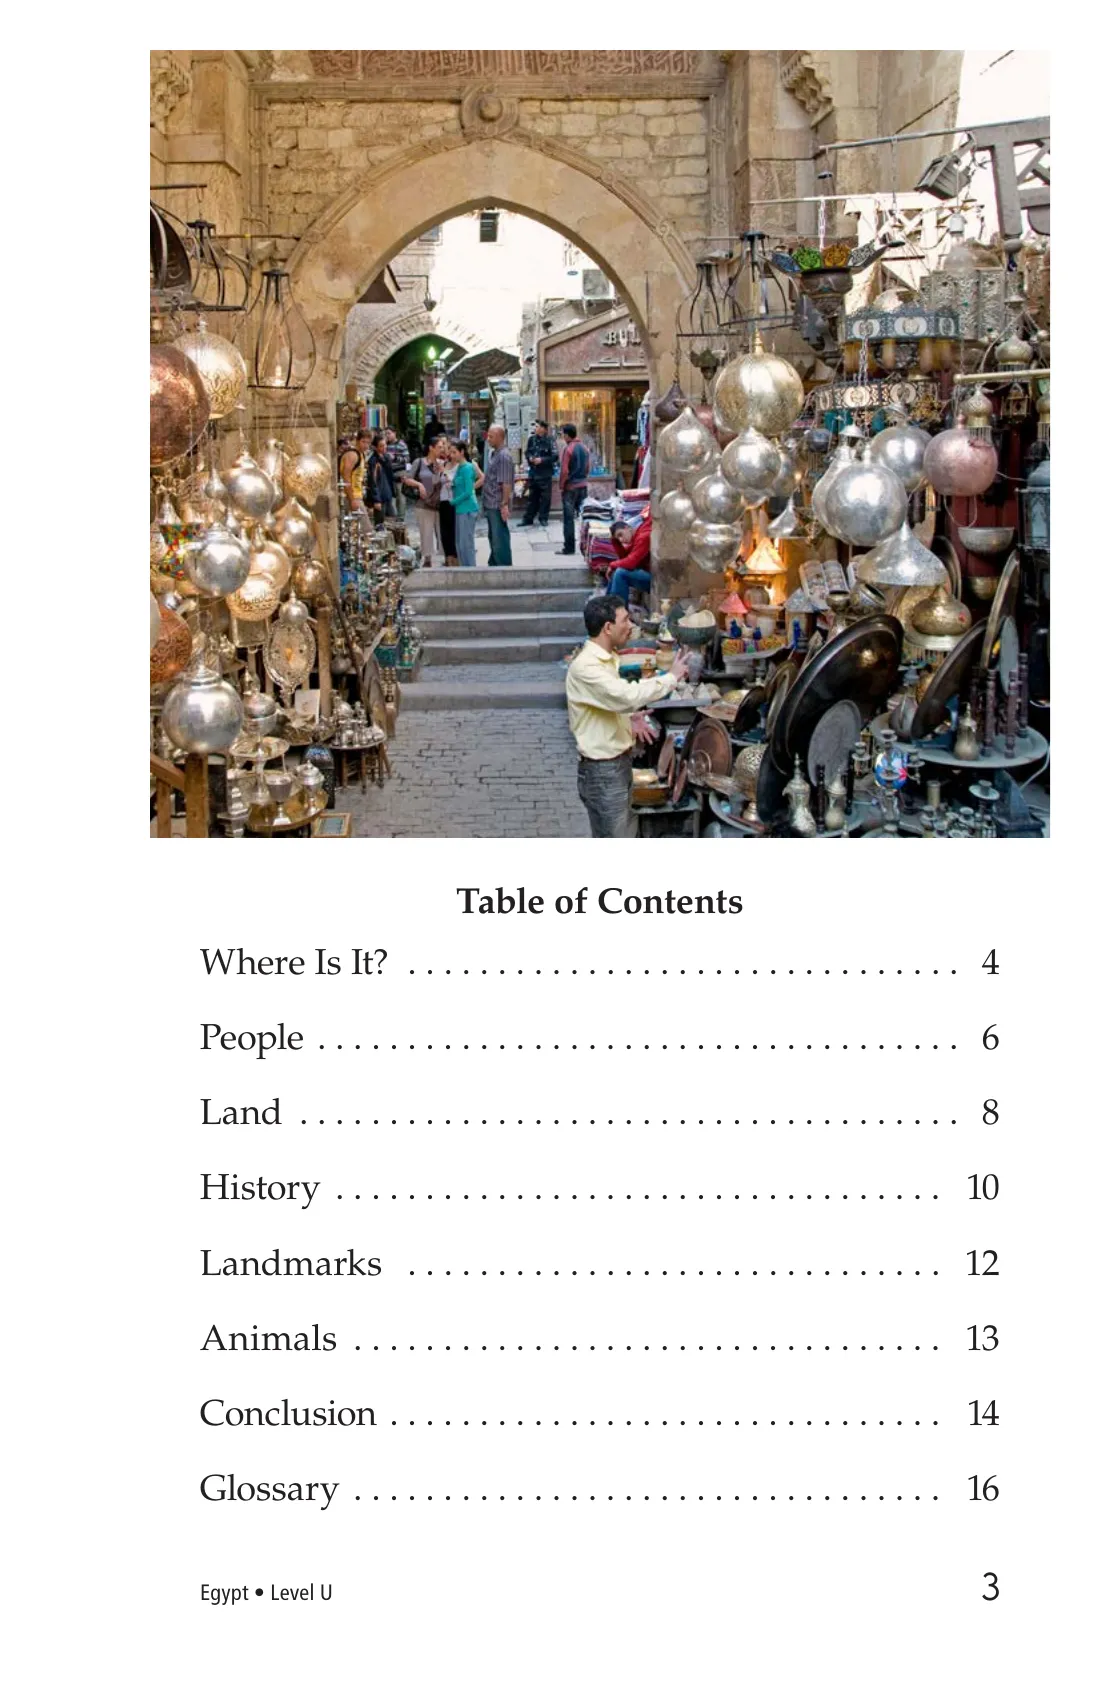 Table of Contents
Where Is It? . . . . . . . . . . . . . . . . . . . . . . . . . . . . . . . 4
People . . . . . . . . . . . . . . . . . . . . . . . . . . . . . . . . . . . . 6
Land . . . . . . . . . . . . . . . . . . . . . . . . . . . . . . . . . . . . . 8
History . . . . . . . . . . . . . . . . . . . . . . . . . . . . . . . . . . 10
Landmarks . . . . . . . . . . . . . . . . . . . . . . . . . . . . . . 12
Animals . . . . . . . . . . . . . . . . . . . . . . . . . . . . . . . . . 13
Conclusion . . . . . . . . . . . . . . . . . . . . . . . . . . . . . . . 14
Glossary . . . . . . . . . . . . . . . . . . . . . . . . . . . . . . . . . 16
Egypt • Level U 3